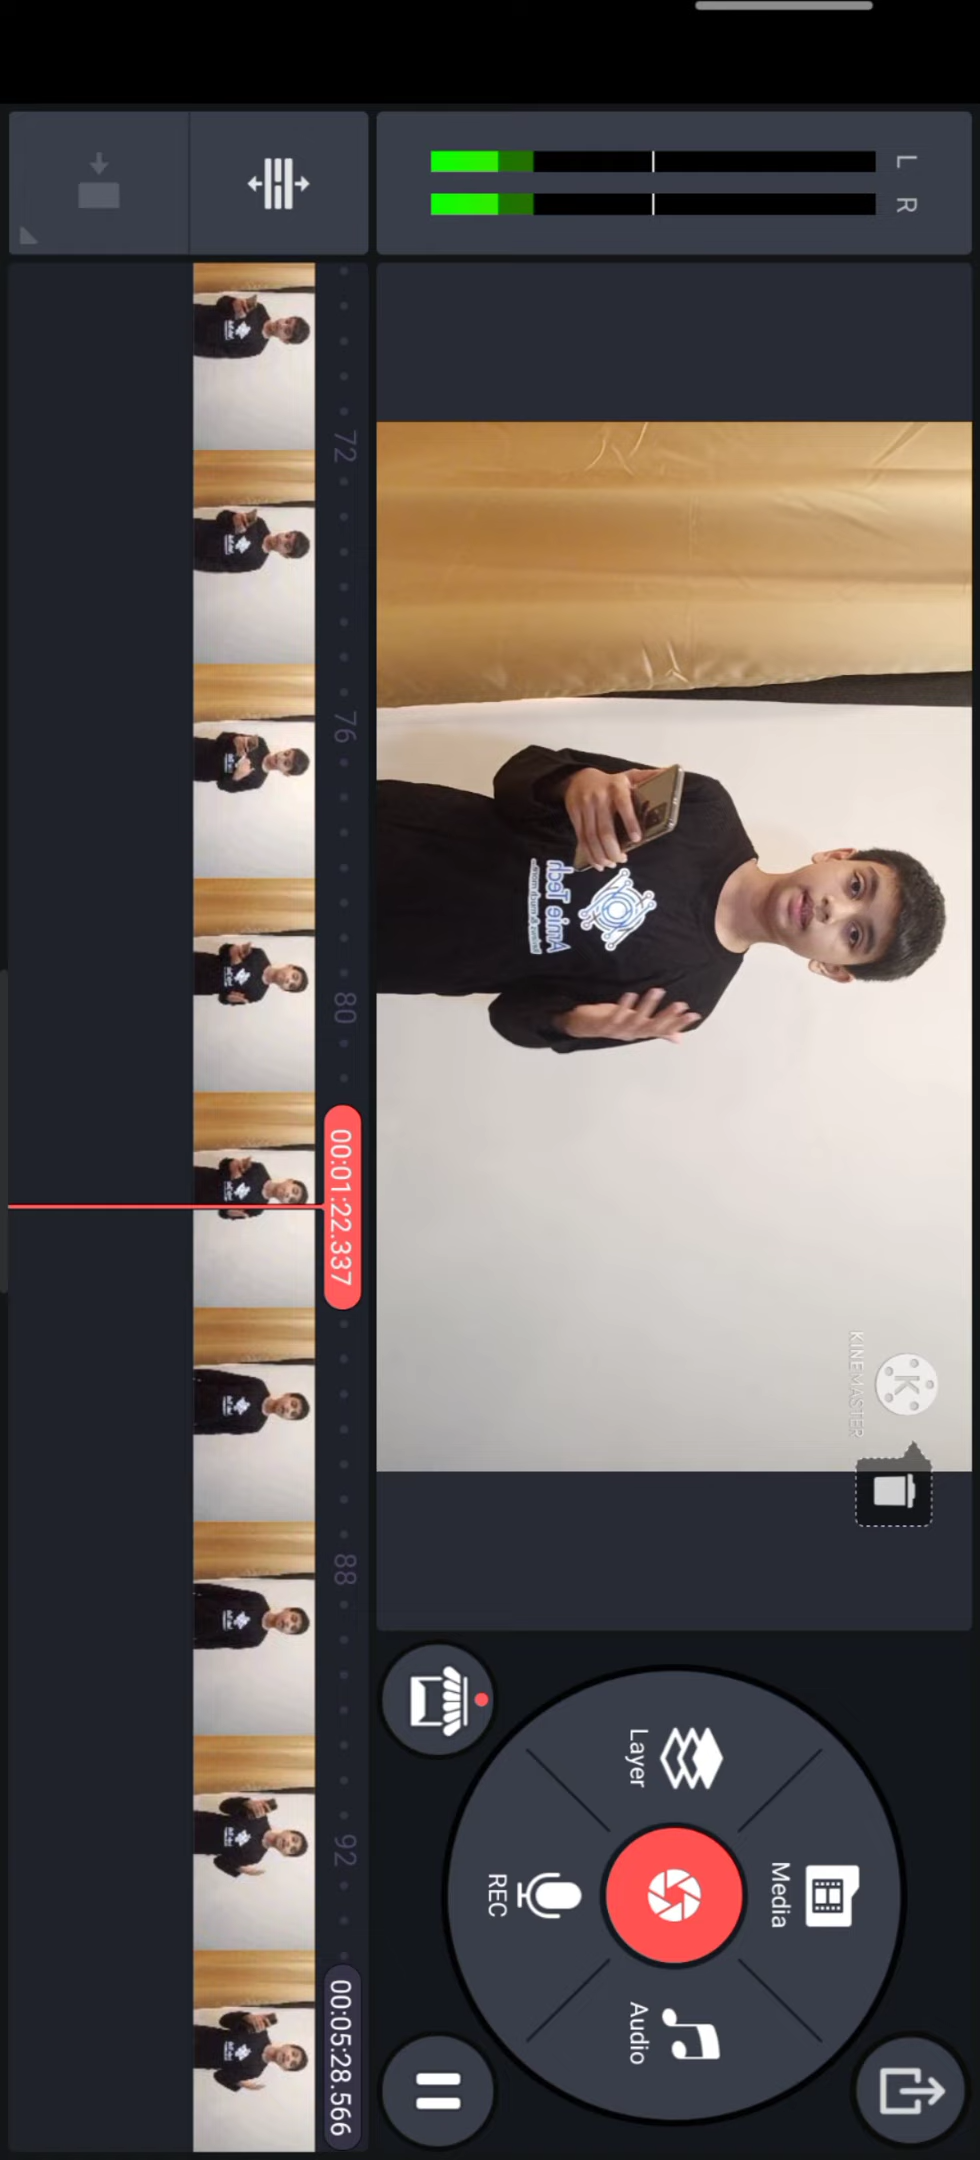 L
R
72
76
80
00:01:22.337
88
92
00:05:28.566
Amie Tech
KINEMASTER
Media
Layer
REC
Audio